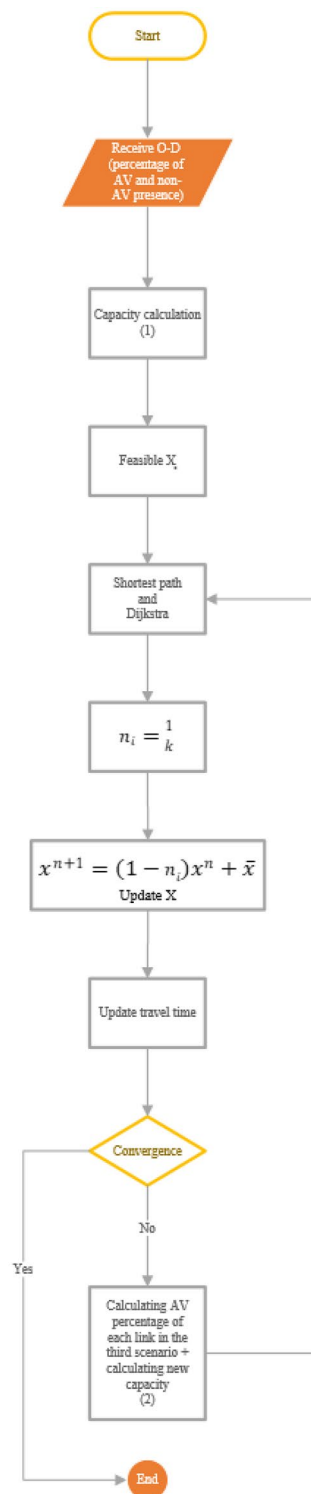 Start
Receive O-D
(percentage of
AV and non-
AV presence)
Capacity calculation
(1)
Feasible X
Shortest path
and
Dijkstra
n_i = 1/k
x^{n+1} = (1 − n_i)x^n + x̄
Update X
Update travel time
Convergence
No
Yes
Calculating AV
percentage of
each link in the
third scenario +
calculating new
capacity
(2)
End